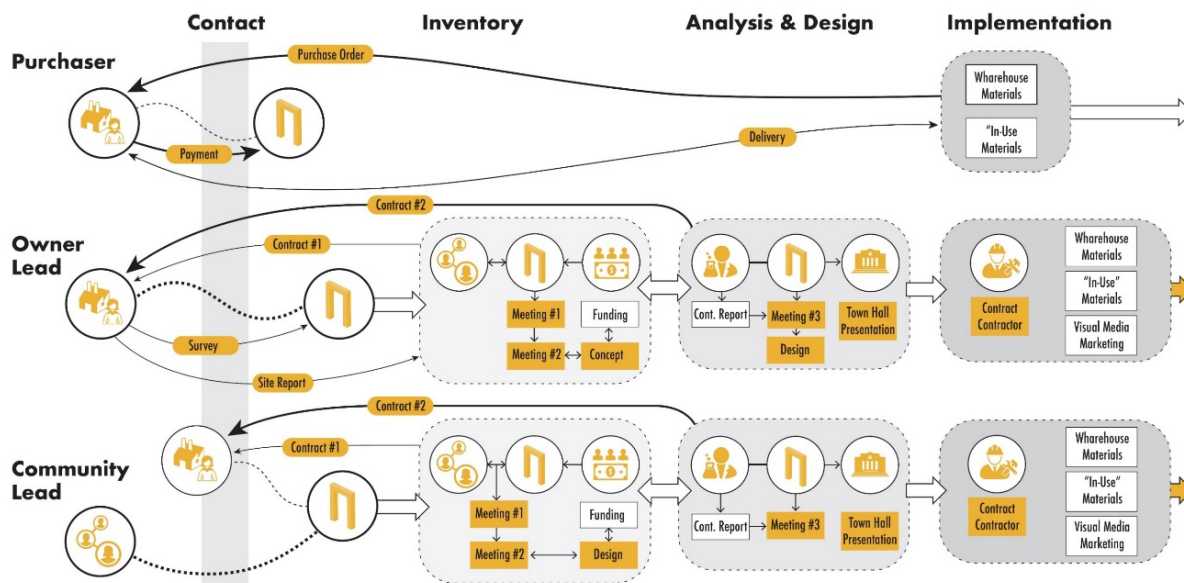 Contact
Inventory
Analysis & Design
Implementation
Purchaser
Purchase Order
Payment
Delivery
Wharehouse
Materials
"In-Use
Materials
Owner
Lead
Contract #2
Contract #1
Survey
Site Report
Meeting #1
Funding
Meeting #2
Concept
Cont. Report
Meeting #3
Design
Town Hall
Presentation
Contract
Contractor
Wharehouse
Materials
"In-Use"
Materials
Visual Media
Marketing
Community
Lead
Contract #2
Contract #1
Meeting #1
Funding
Meeting #2
Design
Cont. Report
Meeting #3
Town Hall
Presentation
Contract
Contractor
Wharehouse
Materials
"In-Use"
Materials
Visual Media
Marketing